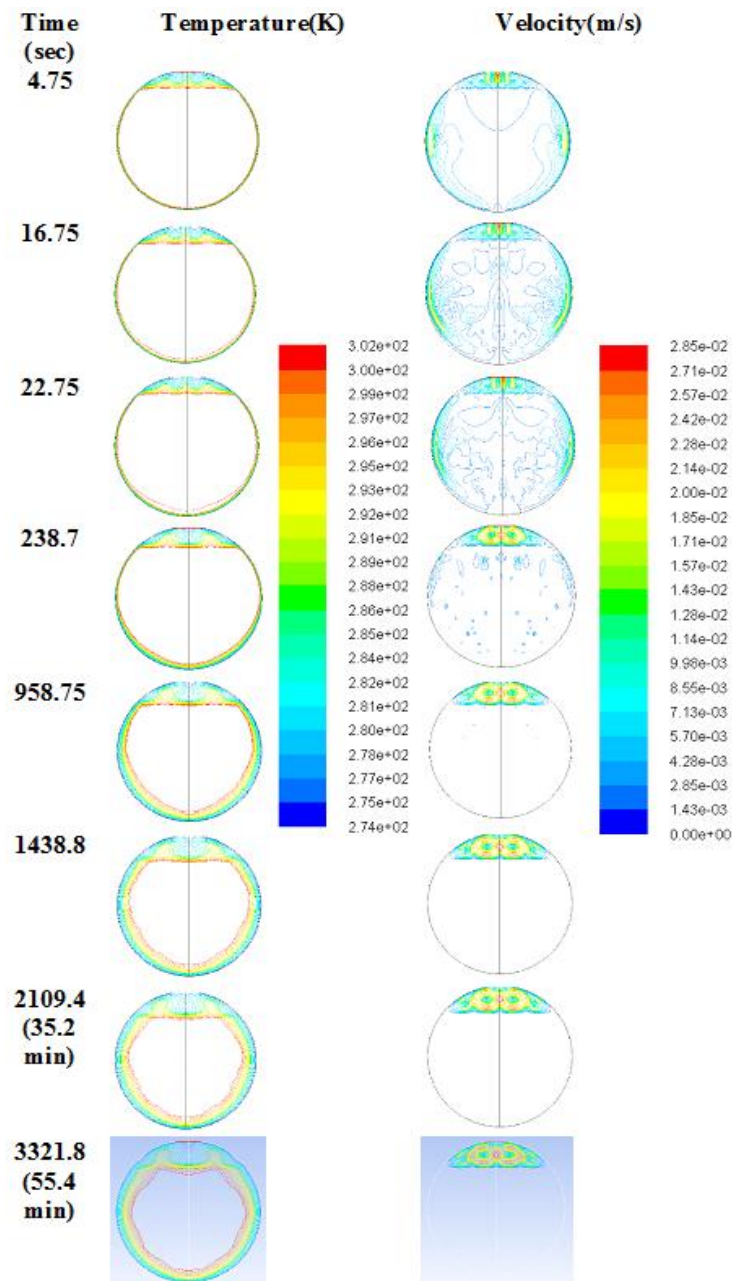 Time (sec)
Temperature(K)
Velocity(m/s)
4.75
16.75
22.75
238.7
958.75
1438.8
2109.4
(35.2
min)
3321.8
(55.4
min)
3.02e+02
3.00e+02
2.99e+02
2.97e+02
2.96e+02
2.95e+02
2.93e+02
2.92e+02
2.91e+02
2.89e+02
2.88e+02
2.86e+02
2.85e+02
2.84e+02
2.82e+02
2.81e+02
2.80e+02
2.78e+02
2.77e+02
2.75e+02
2.74e+02
2.85e-02
2.71e-02
2.57e-02
2.42e-02
2.28e-02
2.14e-02
2.00e-02
1.85e-02
1.71e-02
1.57e-02
1.43e-02
1.28e-02
1.14e-02
9.98e-03
8.55e-03
7.13e-03
5.70e-03
4.28e-03
2.85e-03
1.43e-03
0.00e+00